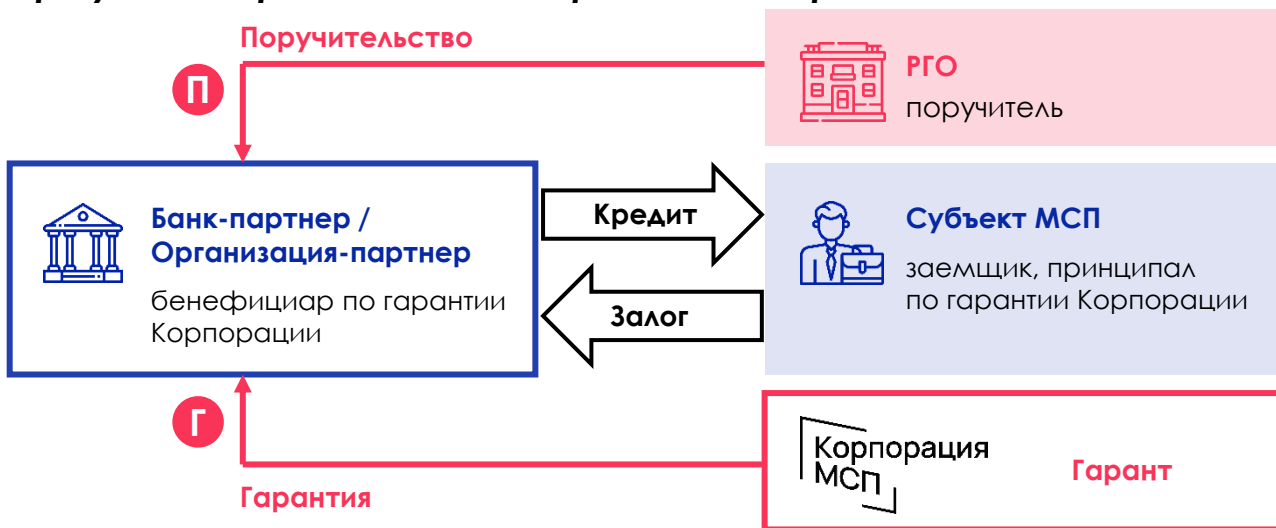 Поручительство
П
РГО
поручитель
Банк-партнер /
Организация-партнер
бенефициар по гарантии
Корпорации
Кредит
Залог
Субъект МСП
заемщик, принципал
по гарантии Корпорации
Г
Гарантия
Корпорация
МСП
Гарант